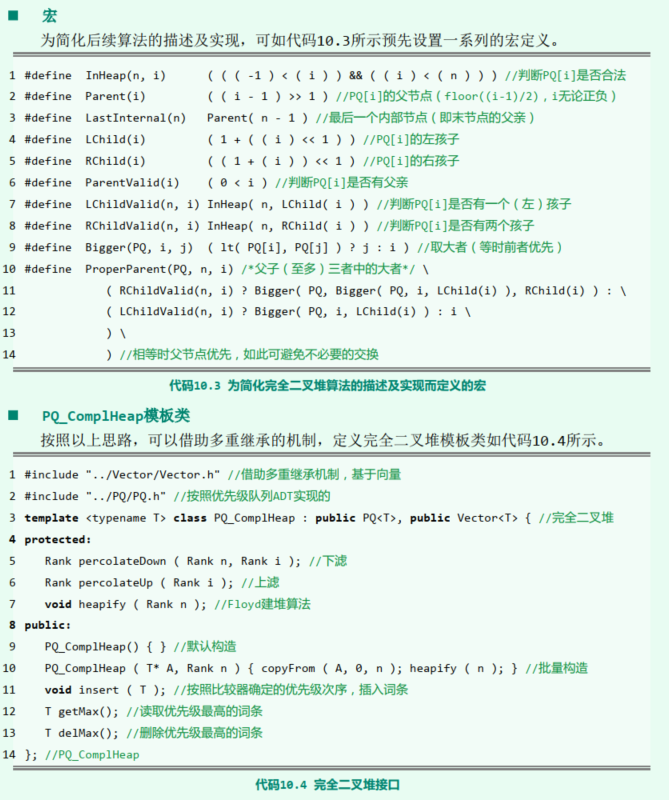 ■ 宏
为简化后续算法的描述及实现，可如代码10.3所示预先设置一系列的宏定义。
1 #define InHeap(n, i) ( ( ( -1 ) < ( i ) ) && ( ( i ) < ( n ) ) ) //判断PQ[i]是否合法
2 #define Parent(i) ( ( i - 1 ) >> 1 ) //PQ[i]的父节点（floor((i-1)/2)，i无论正负）
3 #define LastInternal(n) Parent( n - 1 ) //最后一个内部节点（即末节点的父亲）
4 #define LChild(i) ( 1 + ( ( i ) << 1 ) ) //PQ[i]的左孩子
5 #define RChild(i) ( ( 1 + ( i ) ) << 1 ) //PQ[i]的右孩子
6 #define ParentValid(i) ( 0 < i ) //判断PQ[i]是否有父亲
7 #define LChildValid(n, i) InHeap( n, LChild( i ) ) //判断PQ[i]是否有一个（左）孩子
8 #define RChildValid(n, i) InHeap( n, RChild( i ) ) //判断PQ[i]是否有两个孩子
9 #define Bigger(PQ, i, j) ( lt( PQ[i], PQ[j] ) ? j : i ) //取大者（等时前者优先）
10 #define ProperParent(PQ, n, i) /*父子（至多）三者中的大者*/ \
11 ( RChildValid(n, i) ? Bigger( PQ, Bigger( PQ, i, LChild(i) ), RChild(i) ) : \
12 ( LChildValid(n, i) ? Bigger( PQ, i, LChild(i) ) : i \
13 ) \
14 ) //相等时父节点优先，如此可避免不必要的交换
代码10.3 为简化完全二叉堆算法的描述及实现而定义的宏
■ PQ_ComplHeap模板类
按照以上思路，可以借助多重继承的机制，定义完全二叉堆模板类如代码10.4所示。
1 #include "../Vector/Vector.h" //借助多重继承机制，基于向量
2 #include "../PQ/PQ.h" //按照优先级队列ADT实现的
3 template <typename T> class PQ_ComplHeap : public PQ<T>, public Vector<T> { //完全二叉堆
4 protected:
5 Rank percolateDown ( Rank n, Rank i ); //下滤
6 Rank percolateUp ( Rank i ); //上滤
7 void heapify ( Rank n ); //Floyd建堆算法
8 public:
9 PQ_ComplHeap() { } //默认构造
10 PQ_ComplHeap ( T* A, Rank n ) { copyFrom ( A, 0, n ); heapify ( n ); } //批量构造
11 void insert ( T ); //按照比较器确定的优先级次序，插入词条
12 T getMax(); //读取优先级最高的词条
13 T delMax(); //删除优先级最高的词条
14 }; //PQ_ComplHeap
代码10.4 完全二叉堆接口